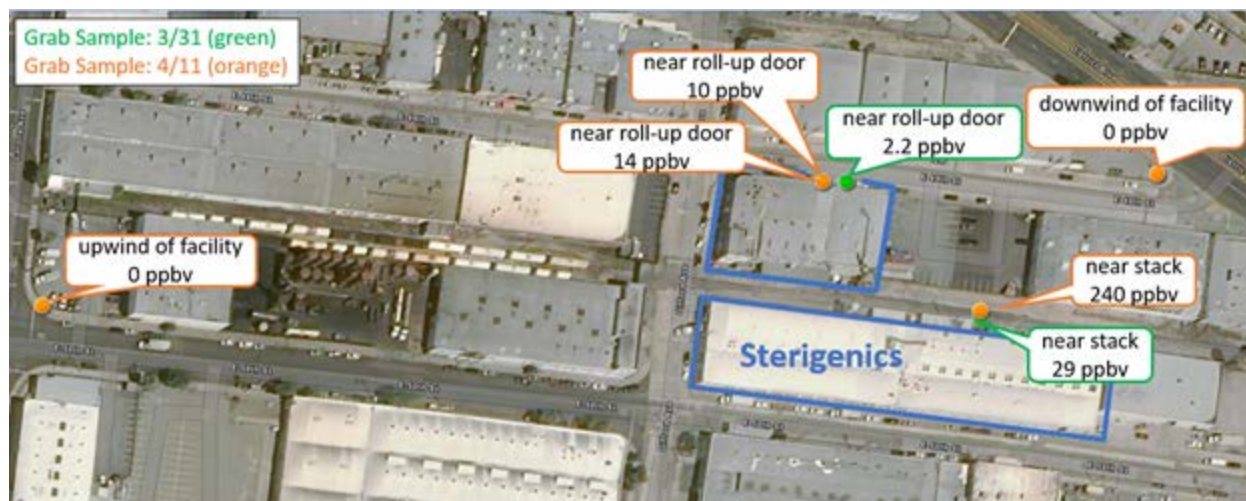 Grab Sample: 3/31 (green)
Grab Sample: 4/11 (orange)
near roll-up door
10 ppbv
near roll-up door
2.2 ppbv
downwind of facility
0 ppbv
near roll-up door
14 ppbv
upwind of facility
0 ppbv
near stack
240 ppbv
near stack
29 ppbv
Sterigenics